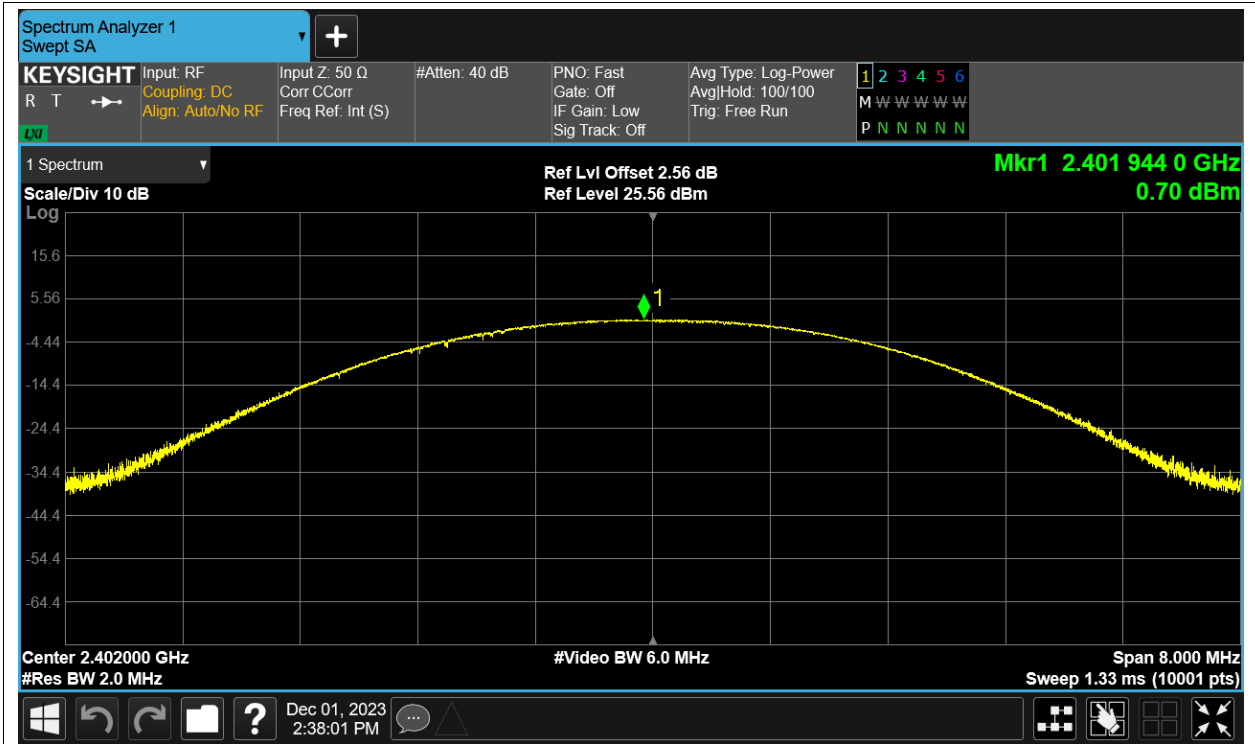 Spectrum Analyzer 1
Swept SA
KEYSIGHT
R T
LXI
Input: RF
Coupling: DC
Align: Auto/No RF
Input Z: 50 Ω
Corr CCorr
Freq Ref: Int (S)
#Atten: 40 dB
PNO: Fast
Gate: Off
IF Gain: Low
Sig Track: Off
Avg Type: Log-Power
Avg|Hold: 100/100
Trig: Free Run
1 2 3 4 5 6
M W W W W W
P N N N N N
1 Spectrum
Scale/Div 10 dB
Log
Ref Lvl Offset 2.56 dB
Ref Level 25.56 dBm
Mkr1 2.401 944 0 GHz
0.70 dBm
15.6
5.56
-4.44
-14.4
-24.4
-34.4
-44.4
-54.4
-64.4
1
Center 2.402000 GHz
#Video BW 6.0 MHz
Span 8.000 MHz
#Res BW 2.0 MHz
Sweep 1.33 ms (10001 pts)
?
Dec 01, 2023
2:38:01 PM